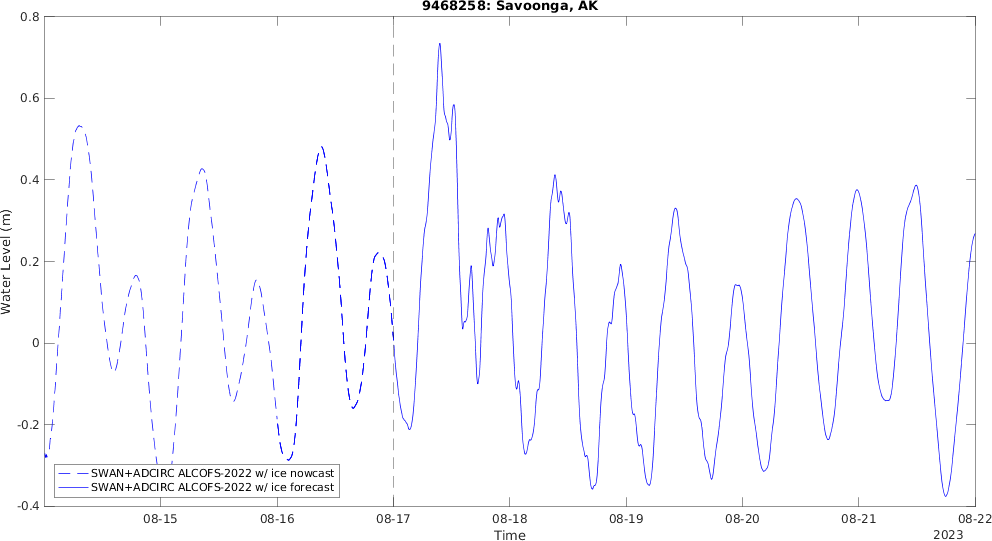 9468258: Savoonga, AK
0.8
0.6
0.4
0.2
0
-0.2
-0.4
Water Level (m)
SWAN+ADCIRC ALCOFS-2022 w/ ice nowcast
SWAN+ADCIRC ALCOFS-2022 w/ ice forecast
08-15 08-16 08-17 08-18 08-19 08-20 08-21 08-22
Time
2023